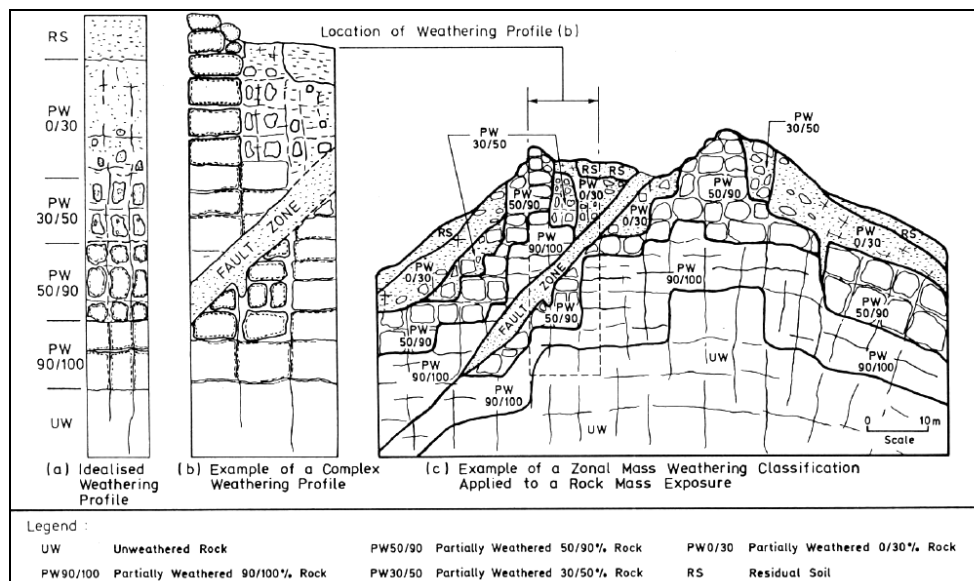 Location of Weathering Profile (b)
RS
PW
0/30
PW
30/50
PW
50/90
PW
90/100
UW
FAULT ZONE
PW
30/50
PW
30/50
RS
RS
PW
50/90
PW
0/30
PW
0/30
PW
50/90
RS
PW
0/30
PW
90/100
FAULT ZONE
PW
50/90
PW
50/90
PW
90/100
PW
90/100
PW
90/100
UW
UW
RS
PW
0/30
PW
50/90
PW
90/100
0 10m
Scale
(a) Idealised
Weathering
Profile
(b) Example of a Complex
Weathering Profile
(c) Example of a Zonal Mass Weathering Classification
Applied to a Rock Mass Exposure
Legend :
UW Unweathered Rock PW50/90 Partially Weathered 50/90% Rock PW0/30 Partially Weathered 0/30% Rock
PW90/100 Partially Weathered 90/100% Rock PW30/50 Partially Weathered 30/50% Rock RS Residual Soil